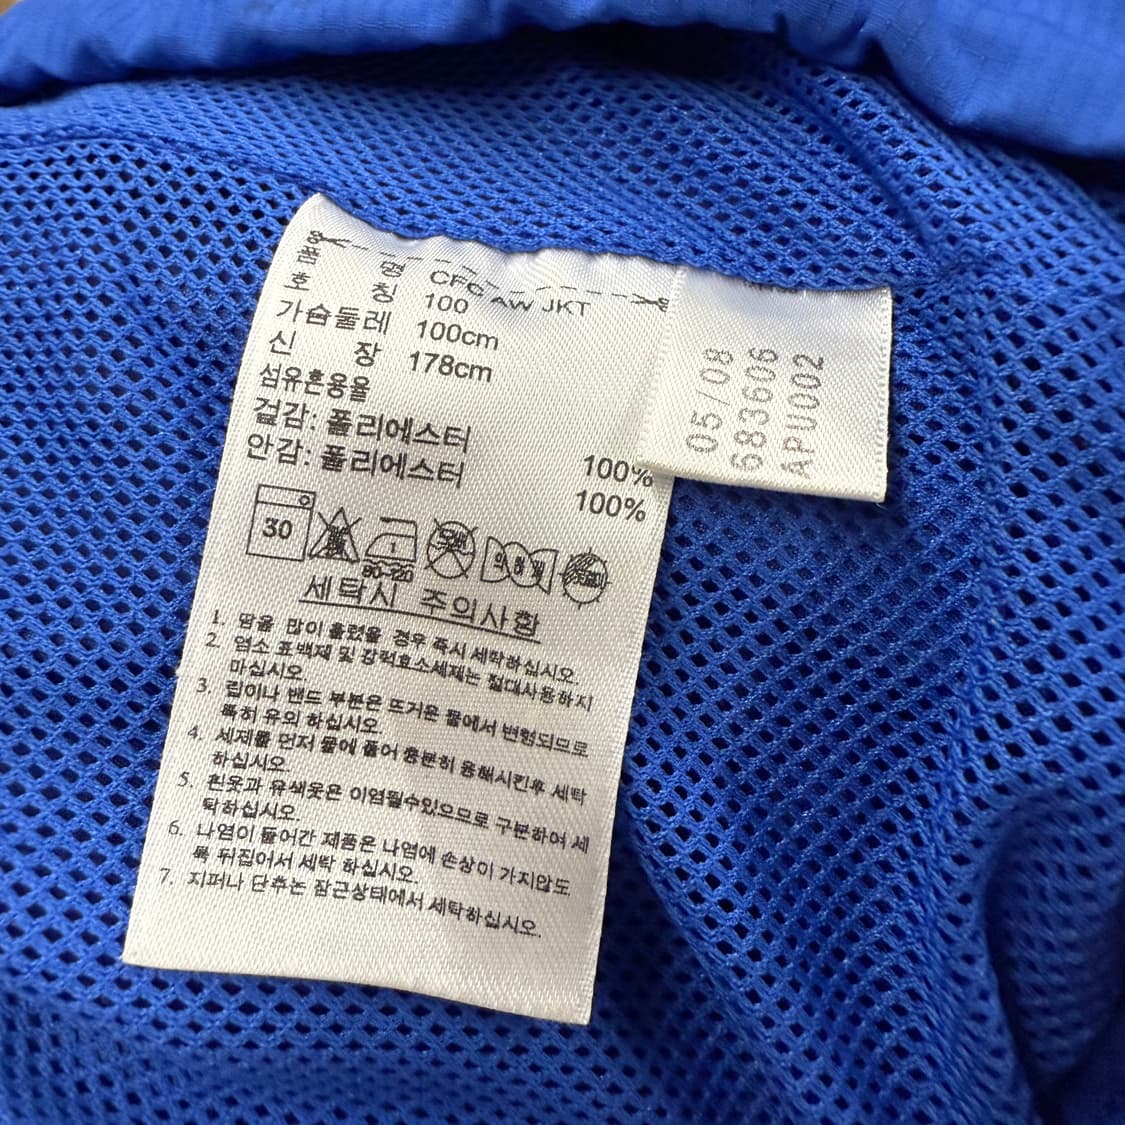 품 명 CFC AW JKT
호 칭 100
가슴둘레 100cm
신 장 178cm
섬유혼용율
겉감: 폴리에스터 100%
안감: 폴리에스터 100%
30
세탁시 주의사항
1. 땀을 많이 흘렸을 경우 즉시 세탁하십시오.
2. 염소 표백제 및 강력효소세제는 절대사용하지
마십시오.
3. 립이나 밴드 부분은 뜨거운 물에서 변형되므로
특히 유의 하십시오.
4. 세제를 먼저 물에 풀어 충분히 용해시킨후 세탁
하십시오.
5. 흰옷과 유색옷은 이염될수있으므로 구분하여 세
탁하십시오.
6. 나염이 들어간 제품은 나염에 손상이 가지않도
록 뒤집어서 세탁 하십시오.
7. 지퍼나 단추는 잠근상태에서 세탁하십시오.
05/08
683606
APU002